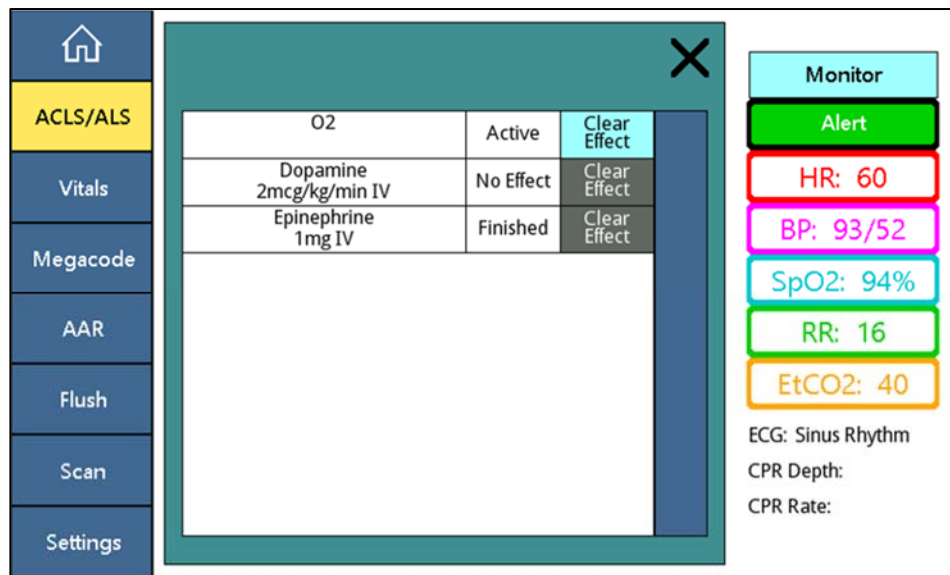 ACLS/ALS
Vitals
Megacode
AAR
Flush
Scan
Settings
O2
Active
Clear
Effect
Dopamine
2mcg/kg/min IV
No Effect
Clear
Effect
Epinephrine
1mg IV
Finished
Clear
Effect
Monitor
Alert
HR: 60
BP: 93/52
SpO2: 94%
RR: 16
EtCO2: 40
ECG: Sinus Rhythm
CPR Depth:
CPR Rate: